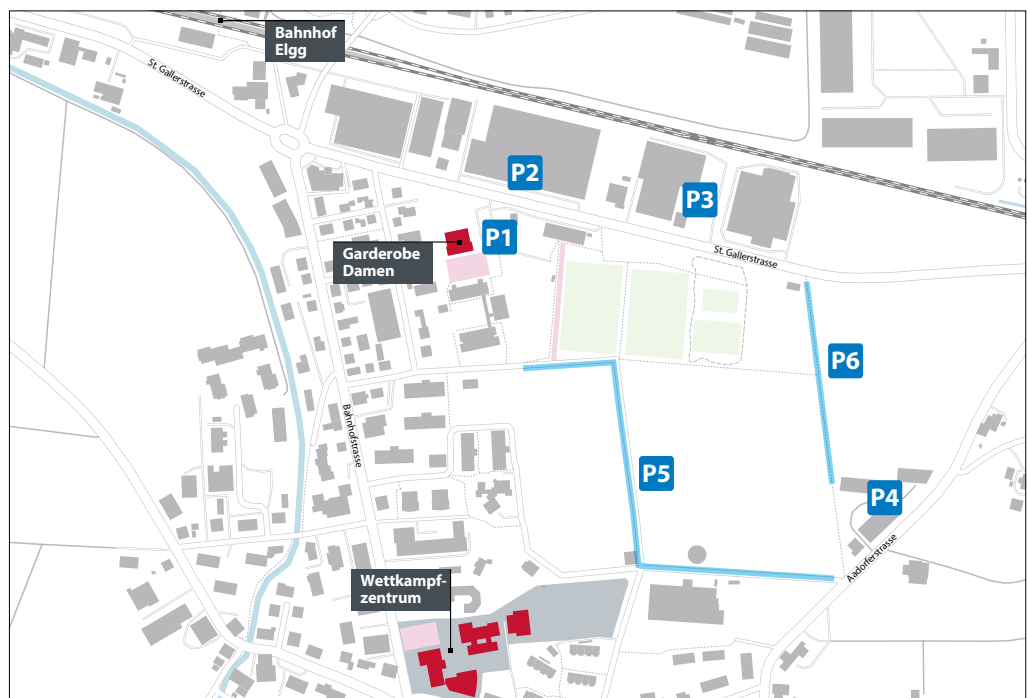 Bahnhof
Elgg
St. Gallerstrasse
P2
P3
P1
Garderobe
Damen
St. Gallerstrasse
P6
Bahnhofstrasse
P5
P4
Aadorferstrasse
Wettkampf-
zentrum